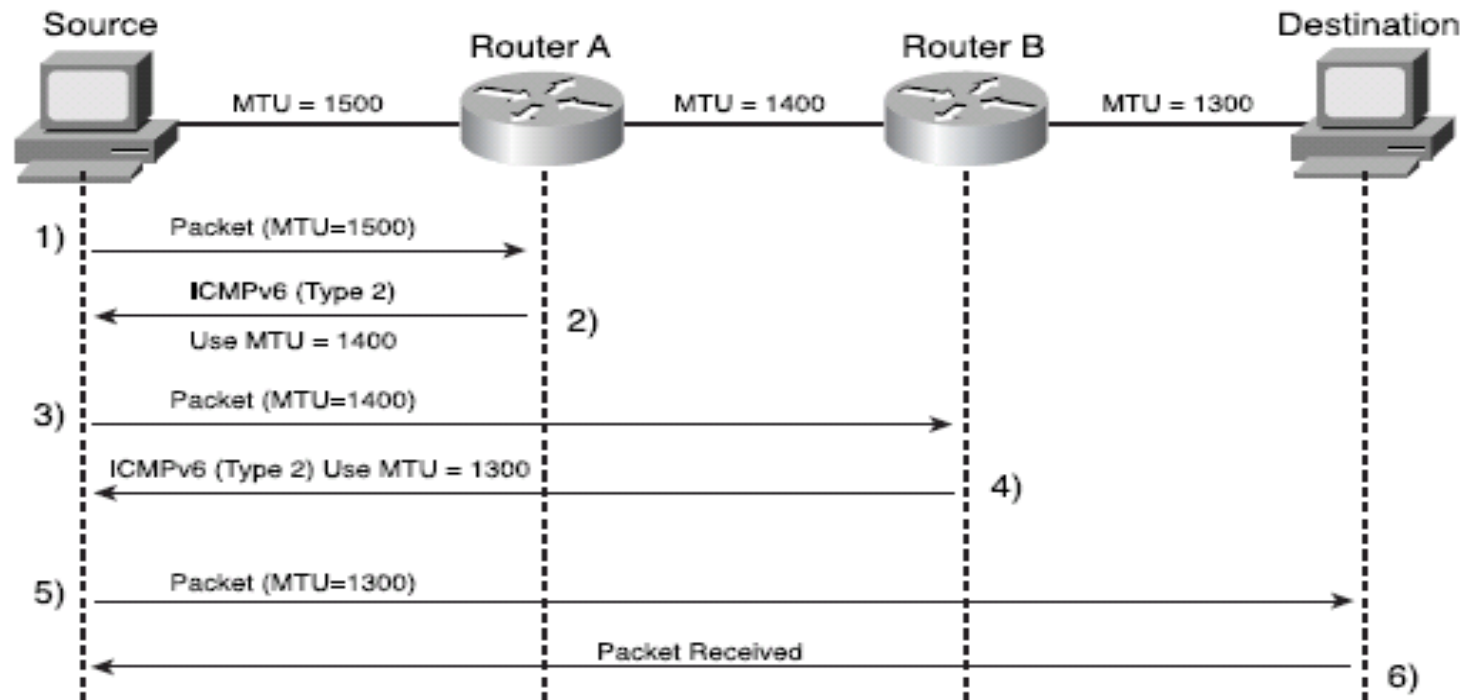 Source
Destination
Router A
Router B
MTU = 1500
MTU = 1400
MTU = 1300
1)
Packet (MTU=1500)
ICMPv6 (Type 2)
2)
Use MTU = 1400
3)
Packet (MTU=1400)
ICMPv6 (Type 2) Use MTU = 1300
4)
5)
Packet (MTU=1300)
Packet Received
6)